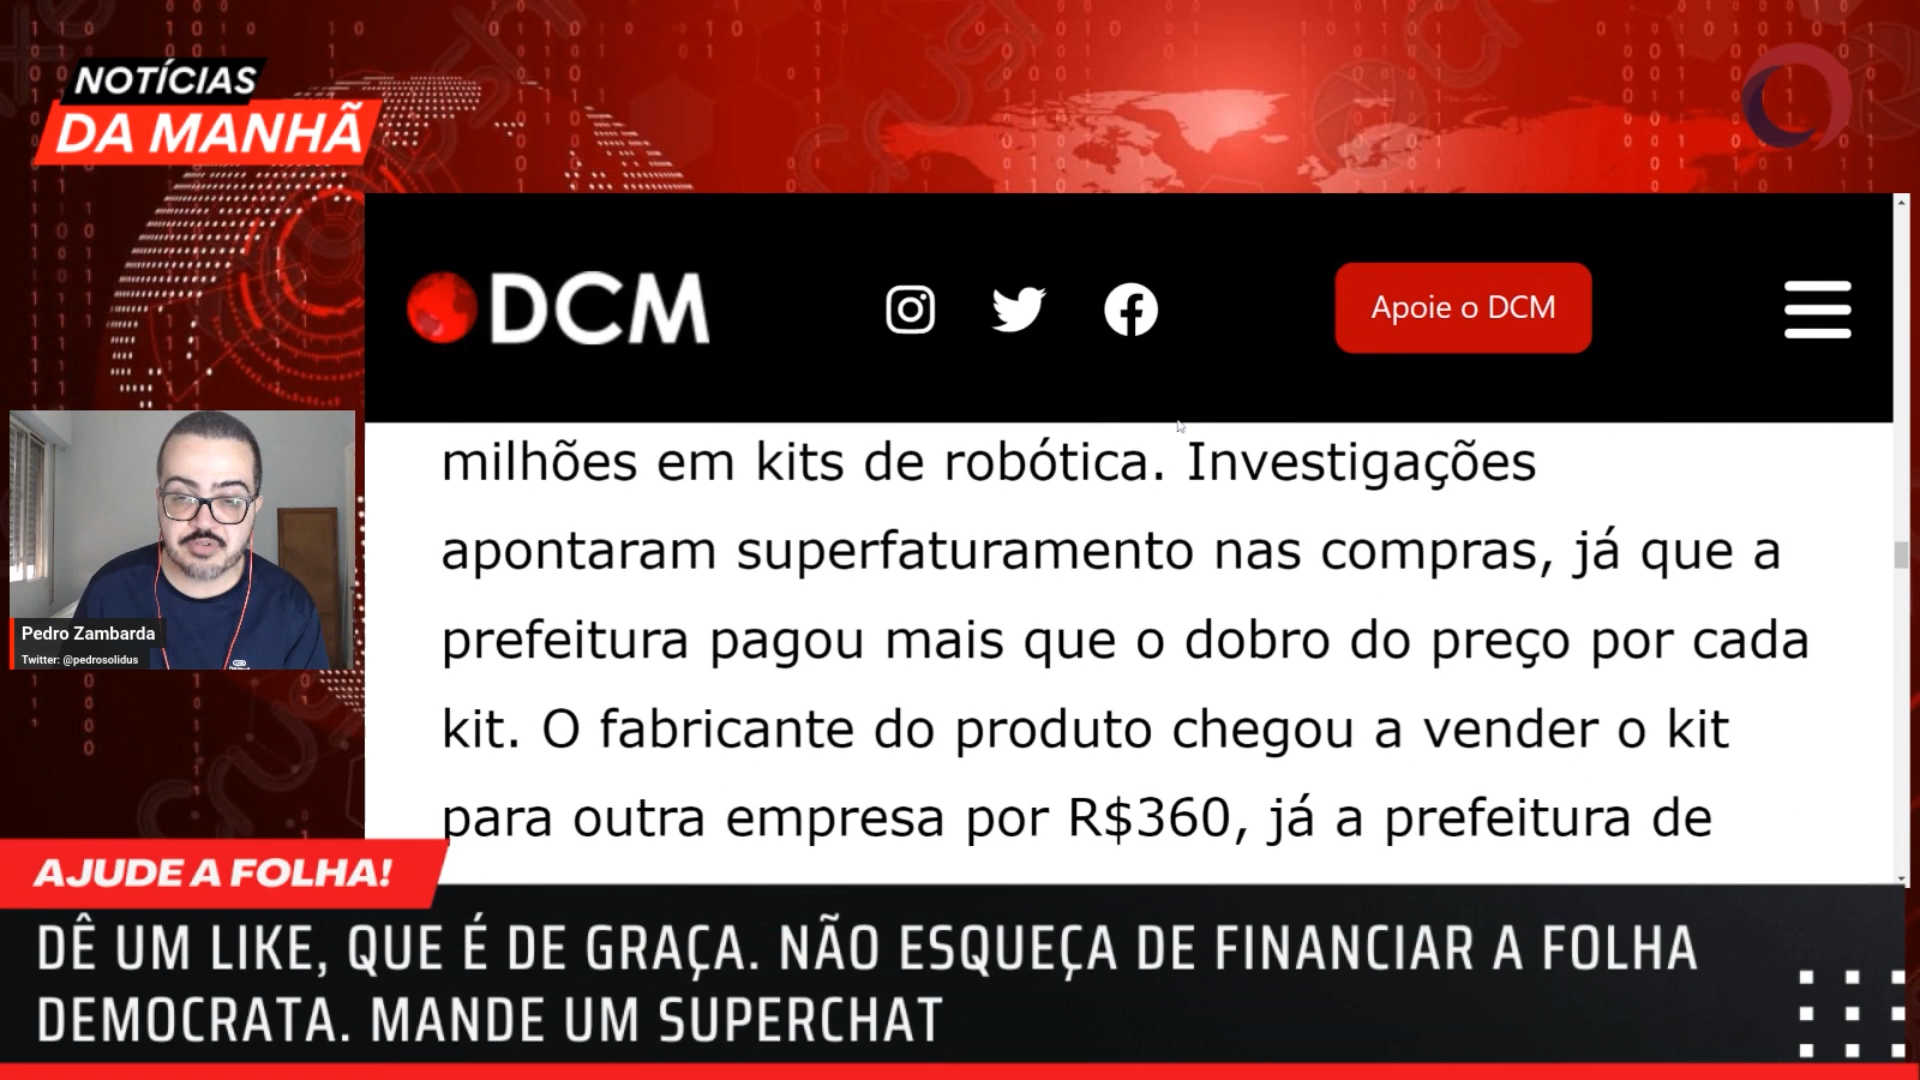 NOTÍCIAS
DA MANHÃ
DCM
Apoie o DCM
milhões em kits de robótica. Investigações
apontaram superfaturamento nas compras, já que a
prefeitura pagou mais que o dobro do preço por cada
kit. O fabricante do produto chegou a vender o kit
para outra empresa por R$360, já a prefeitura de
Pedro Zambarda
Twitter: @pedrosolidus
AJUDE A FOLHA!
DÊ UM LIKE, QUE É DE GRAÇA. NÃO ESQUEÇA DE FINANCIAR A FOLHA
DEMOCRATA. MANDE UM SUPERCHAT